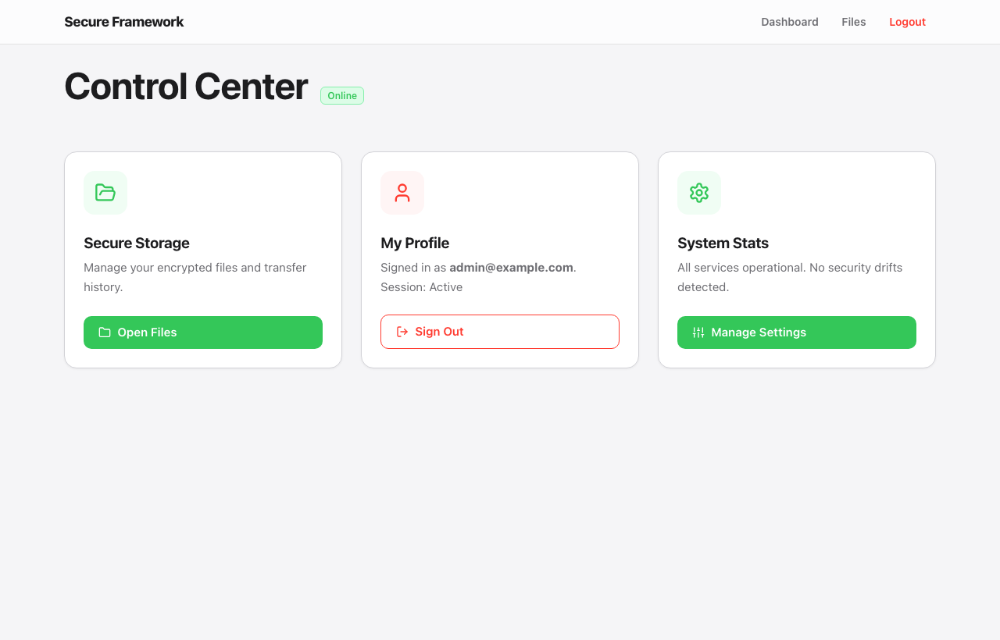 Secure Framework
Dashboard
Files
Logout
Control Center
Online
Secure Storage
Manage your encrypted files and transfer
history.
Open Files
My Profile
Signed in as admin@example.com.
Session: Active
Sign Out
System Stats
All services operational. No security drifts
detected.
Manage Settings